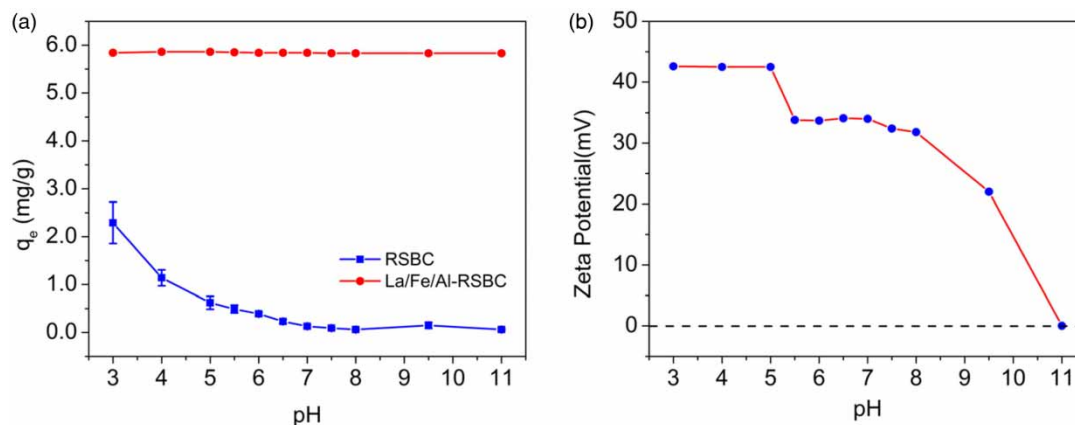 (a)
6.0
5.0
4.0
3.0
2.0
1.0
0.0
qe (mg/g)
RSBC
La/Fe/Al-RSBC
3 4 5 6 7 8 9 10 11
pH
(b)
50
40
30
20
10
0
Zeta Potential(mV)
3 4 5 6 7 8 9 10 11
pH